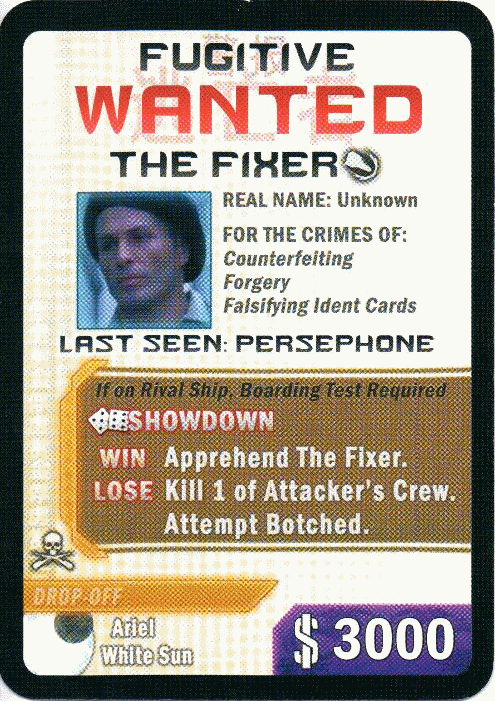 FUGITIVE
WANTED
THE FIXER
REAL NAME: Unknown
FOR THE CRIMES OF:
Counterfeiting
Forgery
Falsifying Ident Cards
LAST SEEN: PERSEPHONE
If on Rival Ship, Boarding Test Required
SHOWDOWN
WIN Apprehend The Fixer.
LOSE Kill 1 of Attacker's Crew.
Attempt Botched.
DROP-OFF
Ariel
White Sun
$ 3000